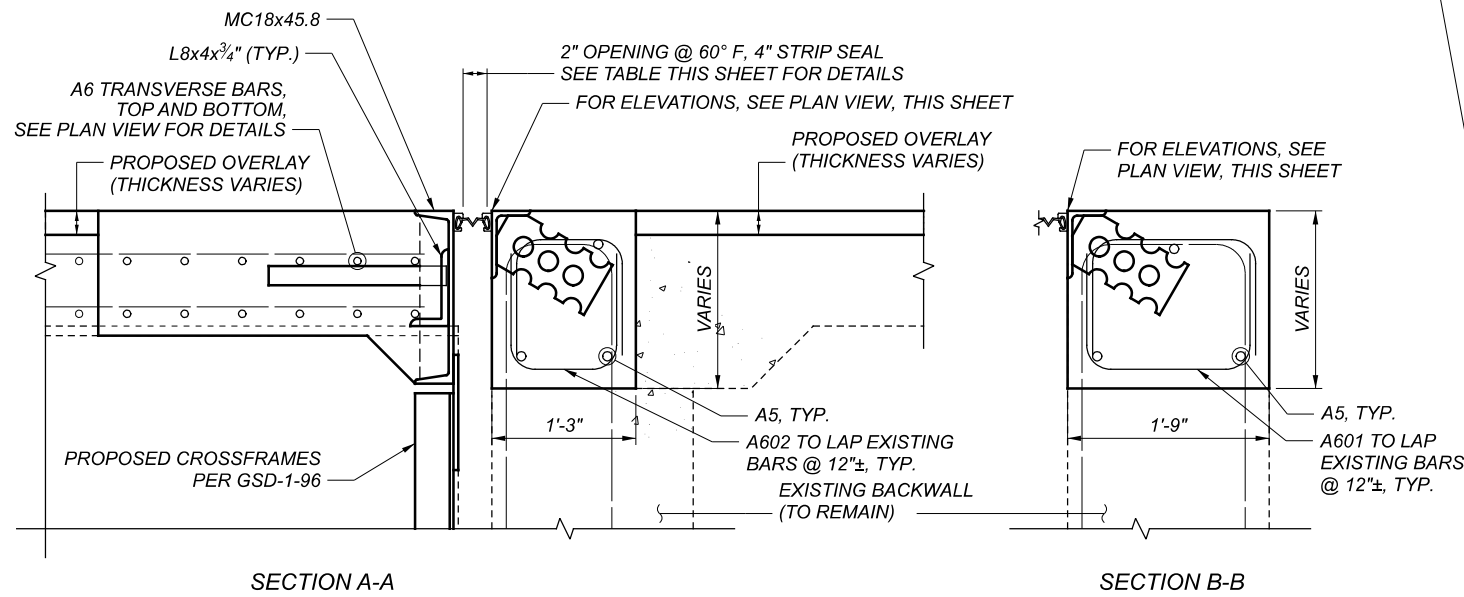 MC18x45.8
L8x4x¾" (TYP.)
A6 TRANSVERSE BARS,
TOP AND BOTTOM,
SEE PLAN VIEW FOR DETAILS
PROPOSED OVERLAY
(THICKNESS VARIES)
2" OPENING @ 60° F, 4" STRIP SEAL
SEE TABLE THIS SHEET FOR DETAILS
FOR ELEVATIONS, SEE PLAN VIEW, THIS SHEET
PROPOSED OVERLAY
(THICKNESS VARIES)
VARIES
1'-3"
A5, TYP.
A602 TO LAP EXISTING
BARS @ 12"±, TYP.
EXISTING BACKWALL
(TO REMAIN)
PROPOSED CROSSFRAMES
PER GSD-1-96
SECTION A-A
FOR ELEVATIONS, SEE
PLAN VIEW, THIS SHEET
VARIES
1'-9"
A5, TYP.
A601 TO LAP
EXISTING BARS
@ 12"±, TYP.
SECTION B-B